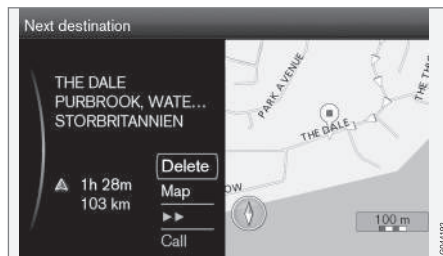 Next destination
THE DALE
PURBROOK, WATE...
STORBRITANNIEN
1h 28m
103 km
Delete
Map
►►
Call
PARK AVENUE
THE DALE
100 m